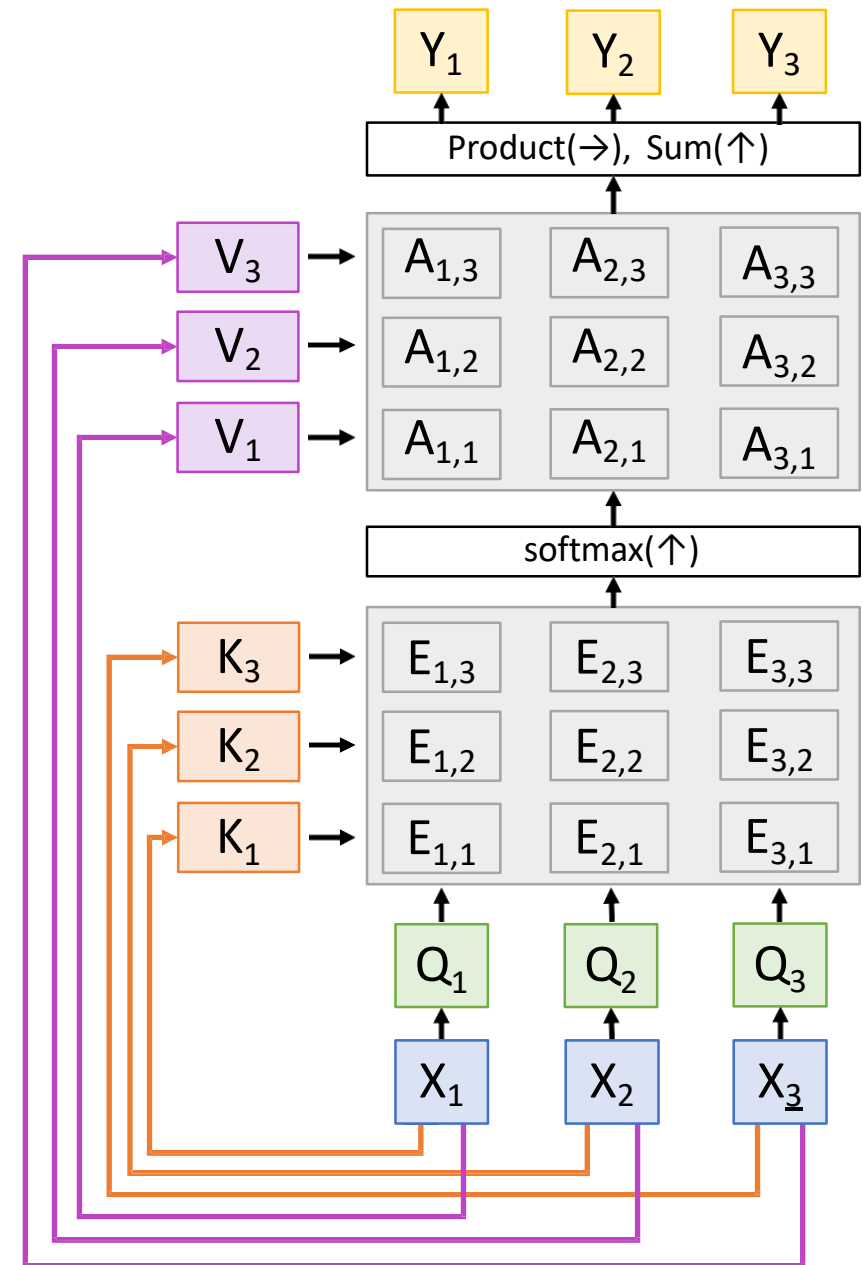 Y1 Y2 Y3
Product(→), Sum(↑)
V3 A1,3 A2,3 A3,3
V2 A1,2 A2,2 A3,2
V1 A1,1 A2,1 A3,1
softmax(↑)
K3 E1,3 E2,3 E3,3
K2 E1,2 E2,2 E3,2
K1 E1,1 E2,1 E3,1
Q1 Q2 Q3
X1 X2 X3